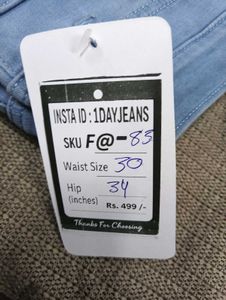 INSTA ID : 1DAYJEANS
SKU F@-83
Waist Size 30
Hip 34
(inches) Rs. 499 /-
Thanks For Choosing